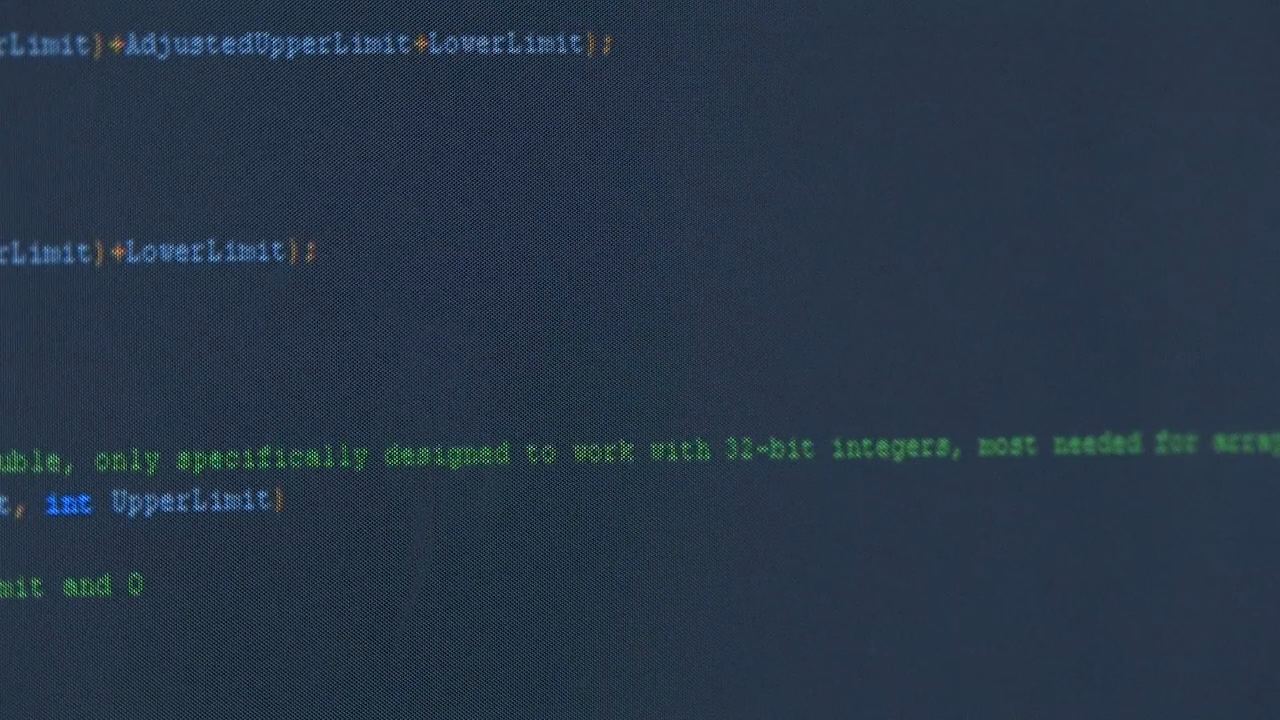 rLimit)+AdjustedUpperLimit+LowerLimit);
rLimit)+LowerLimit);
uble, only specifically designed to work with 32-bit integers, most needed for array
t, int UpperLimit)
mit and 0